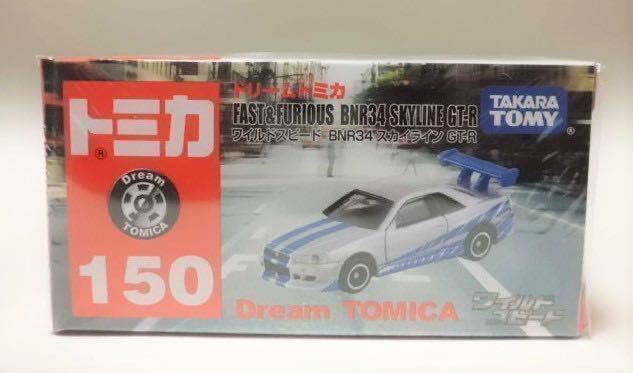 トミカ
®
Dream
TOMICA
150
ドリームトミカ
FAST&FURIOUS BNR34 SKYLINE GT-R
ワイルドスピード BNR34 スカイライン GT-R
TAKARA
TOMY
®
Dream TOMICA
ワイルド
スピード